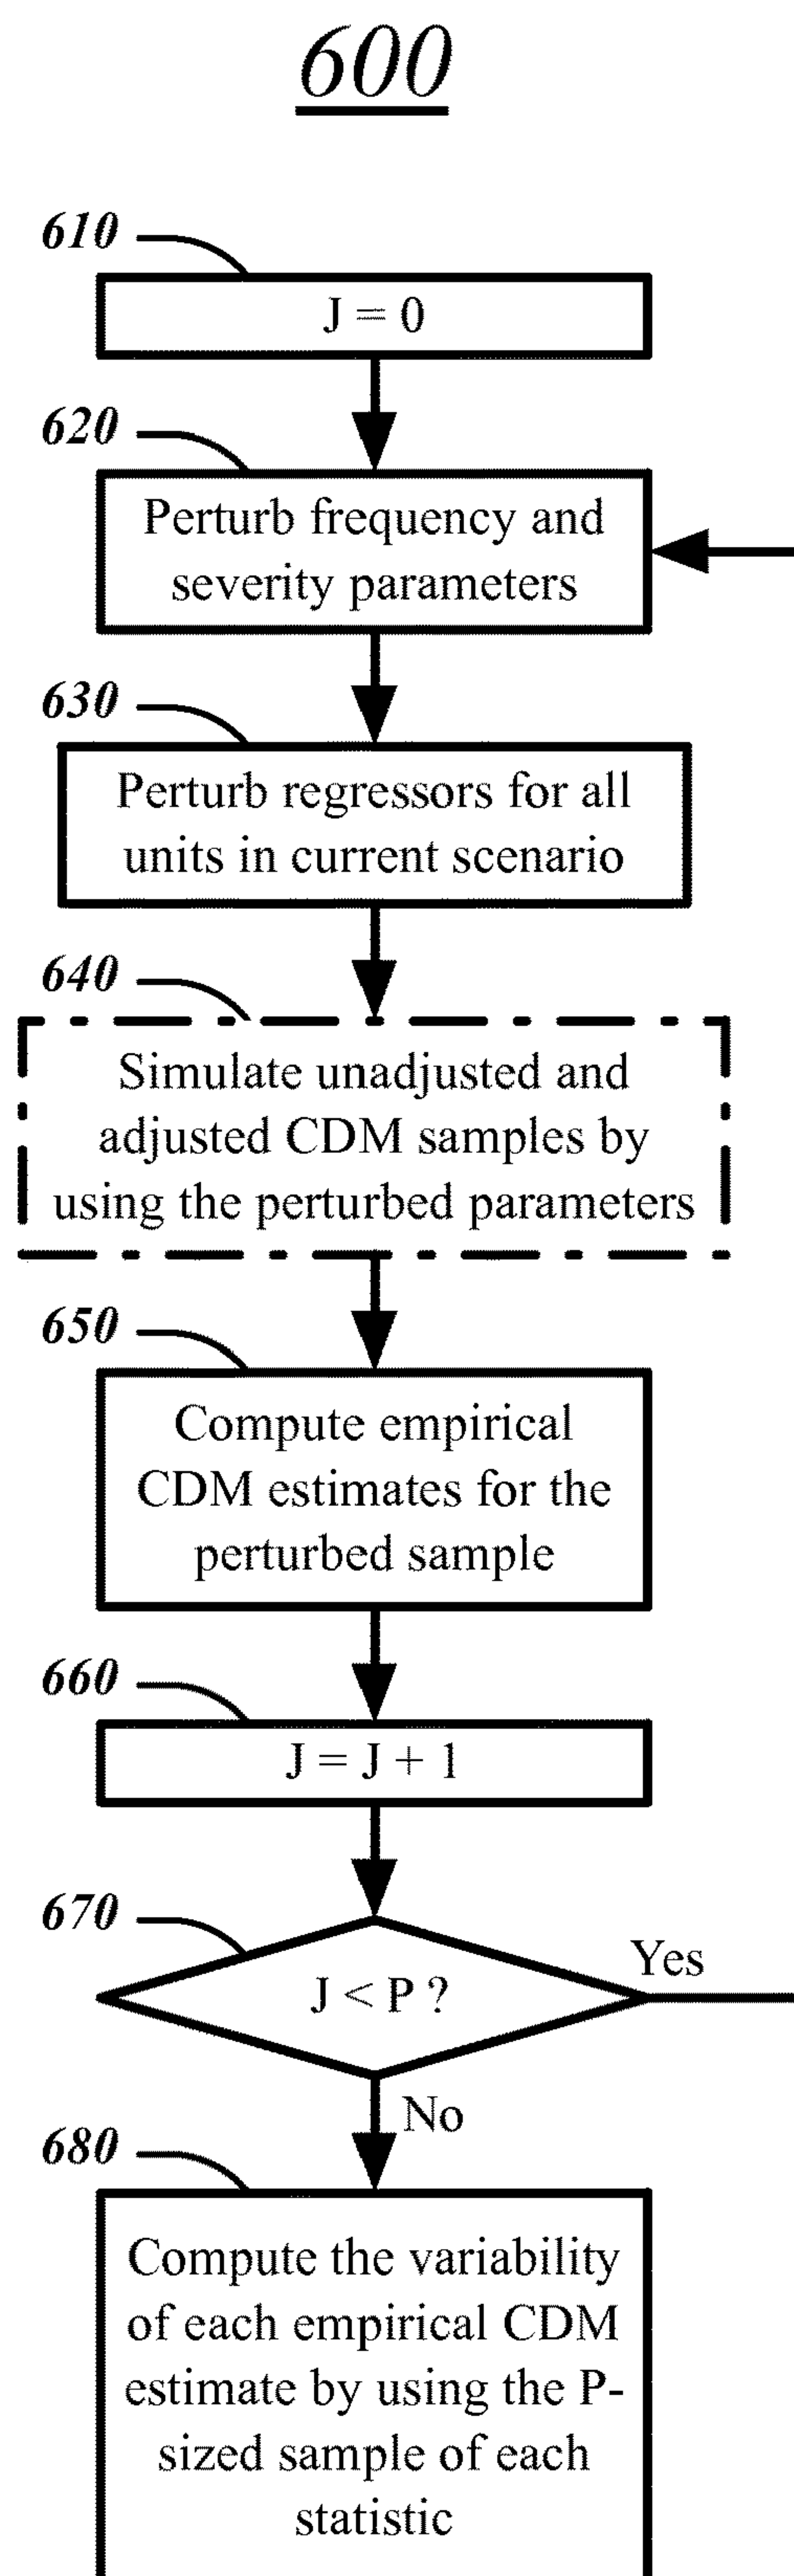 600
610
J = 0
620
Perturb frequency and
severity parameters
630
Perturb regressors for all
units in current scenario
640
Simulate unadjusted and
adjusted CDM samples by
using the perturbed parameters
650
Compute empirical
CDM estimates for the
perturbed sample
660
J = J + 1
670
J < P ?
Yes
No
680
Compute the variability
of each empirical CDM
estimate by using the P-
sized sample of each
statistic